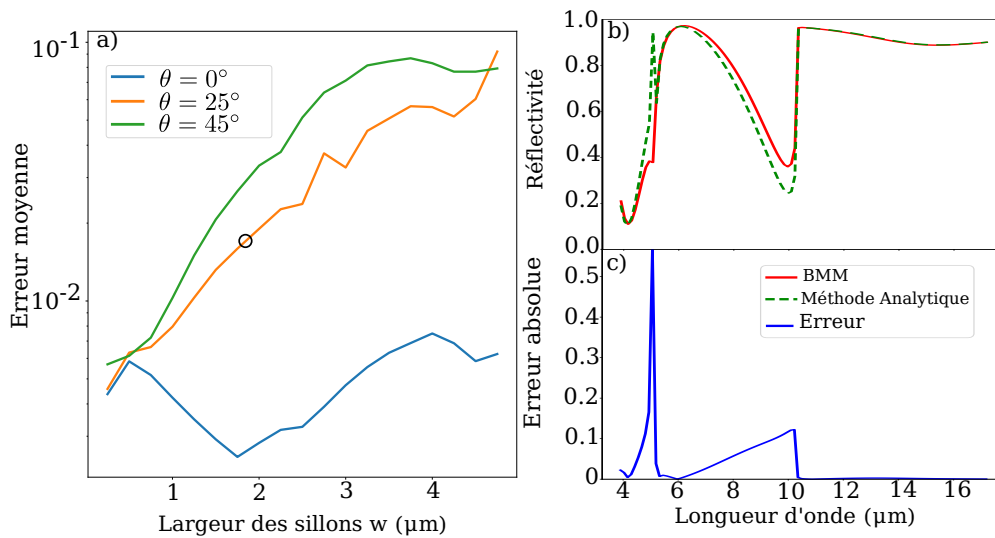 a)
10⁻¹
10⁻²
θ = 0°
θ = 25°
θ = 45°
Erreur moyenne
1
2
3
4
Largeur des sillons w (μm)
b)
1.0
0.8
0.6
0.4
0.2
0.0
Réflectivité
c)
0.5
0.4
0.3
0.2
0.1
0
Erreur absolue
BMM
Méthode Analytique
Erreur
4
6
8
10
12
14
16
Longueur d'onde (μm)